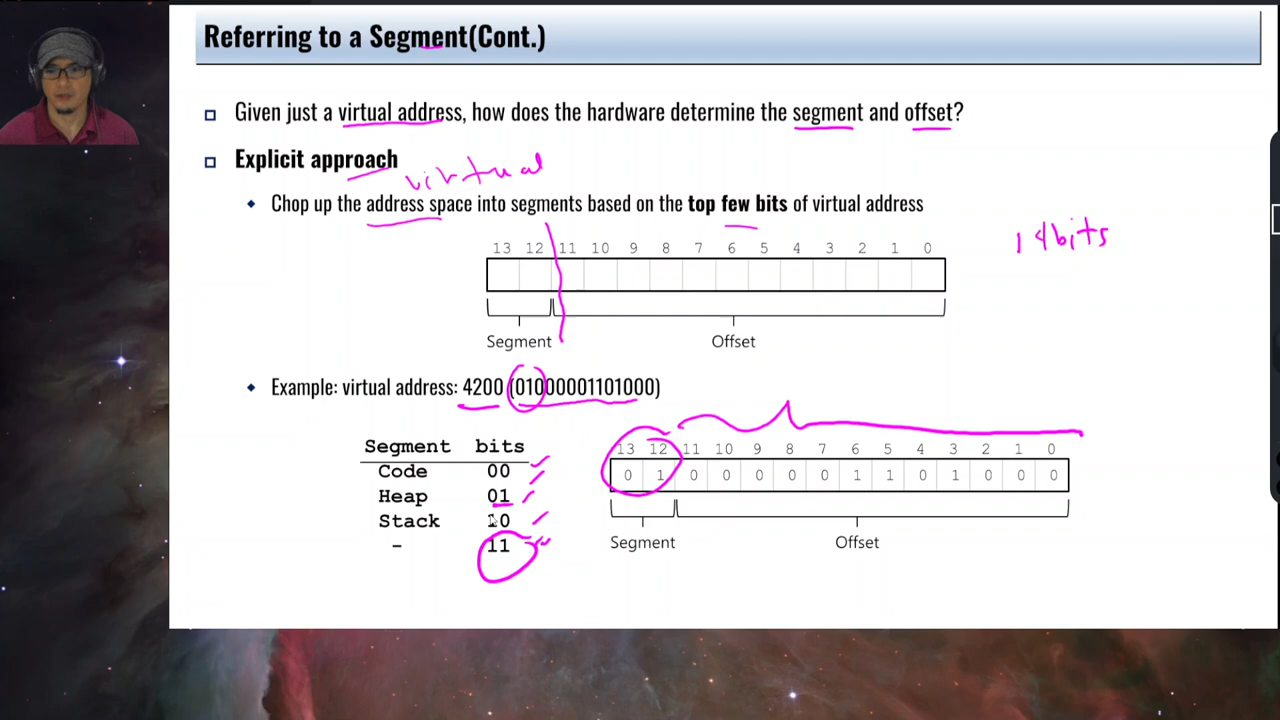 Referring to a Segment(Cont.)
Given just a virtual address, how does the hardware determine the segment and offset?
Explicit approach
virtual
Chop up the address space into segments based on the top few bits of virtual address
14bits
13 12 11 10 9 8 7 6 5 4 3 2 1 0
Segment Offset
Example: virtual address: 4200 (01000001101000)
Segment bits
Code 00
Heap 01
Stack 10
- 11
13 12 11 10 9 8 7 6 5 4 3 2 1 0
0 1 0 0 0 0 0 1 1 0 1 0 0 0
Segment Offset